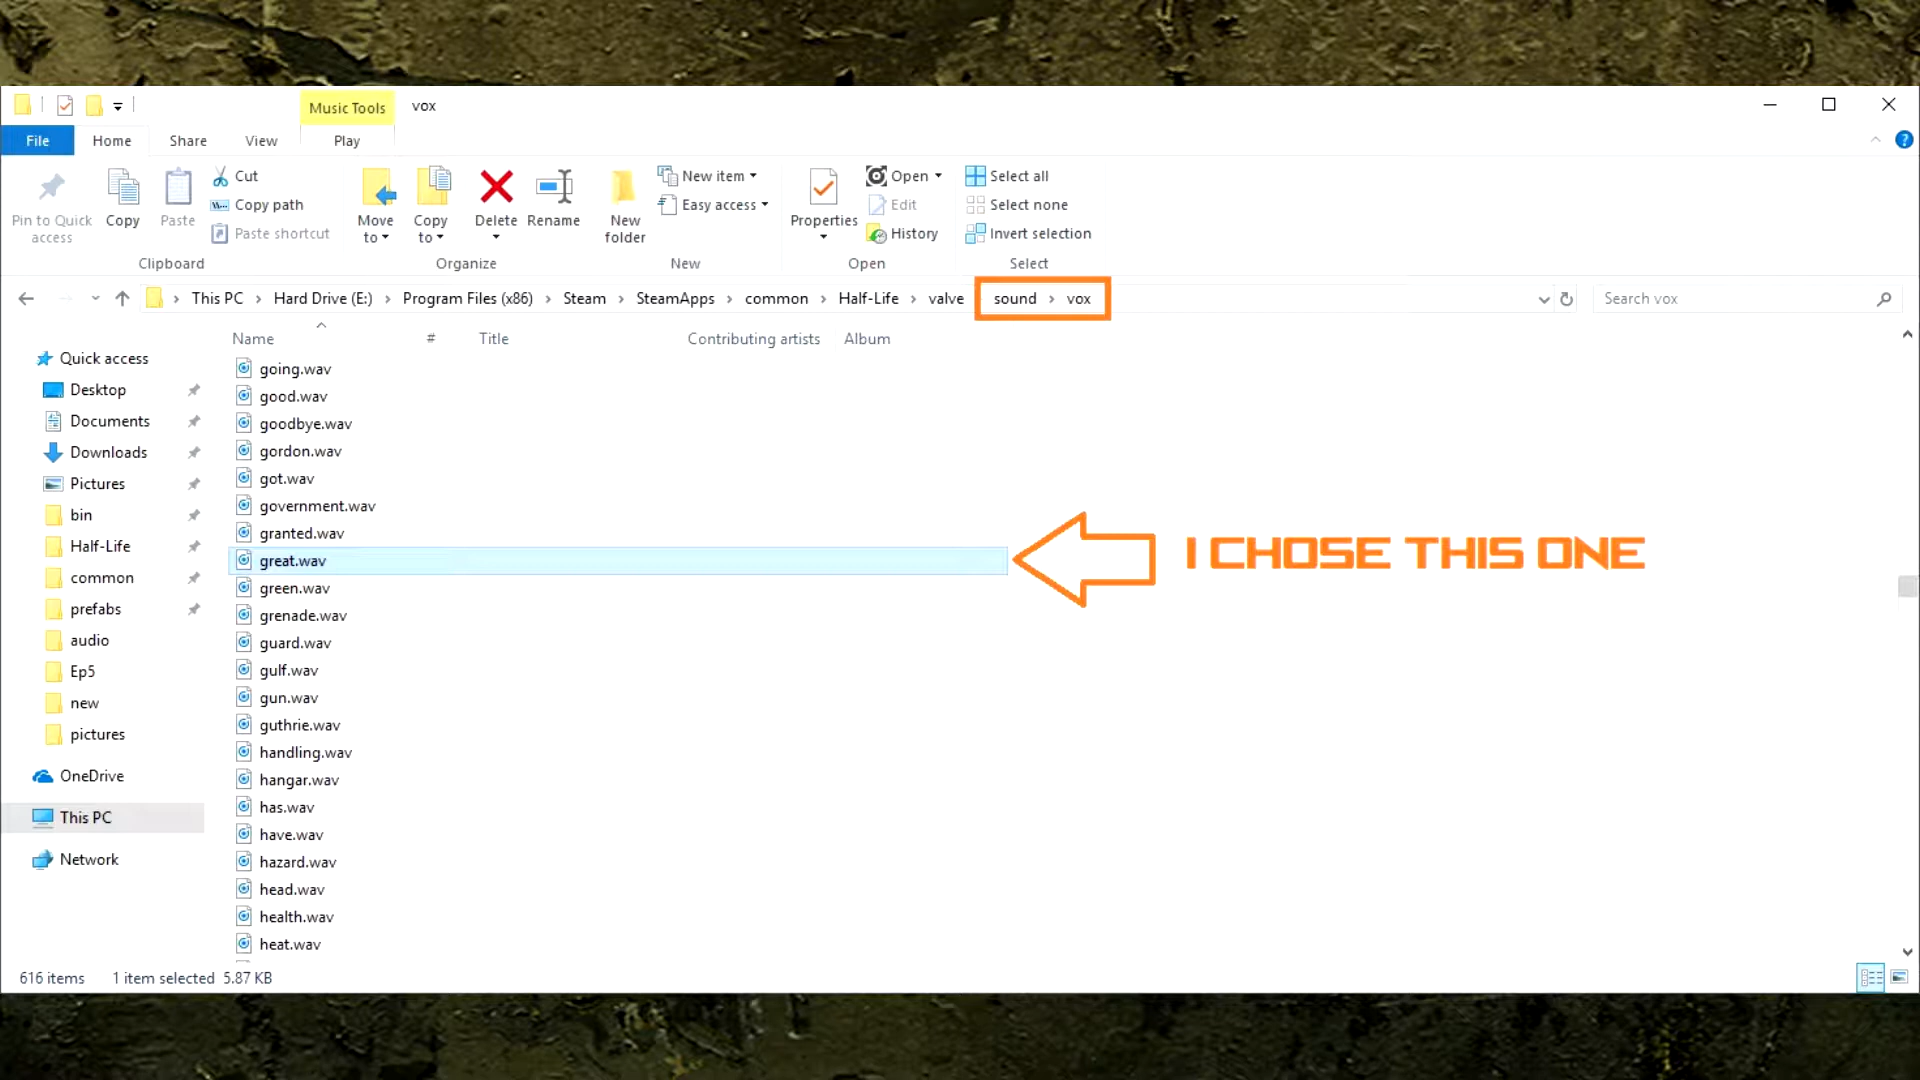 Music Tools vox
File Home Share View Play
Pin to Quick access
Copy
Paste
Cut
Copy path
Paste shortcut
Clipboard
Move to
Copy to
Delete
Rename
Organize
New folder
New item
Easy access
New
Properties
Open
Edit
History
Open
Select all
Select none
Invert selection
Select
This PC > Hard Drive (E:) > Program Files (x86) > Steam > SteamApps > common > Half-Life > valve > sound > vox
Search vox
Name # Title Contributing artists Album
Quick access
Desktop
Documents
Downloads
Pictures
bin
Half-Life
common
prefabs
audio
Ep5
new
pictures
OneDrive
This PC
Network
going.wav
good.wav
goodbye.wav
gordon.wav
got.wav
government.wav
granted.wav
great.wav
green.wav
grenade.wav
guard.wav
gulf.wav
gun.wav
guthrie.wav
handling.wav
hangar.wav
has.wav
have.wav
hazard.wav
head.wav
health.wav
heat.wav
I CHOSE THIS ONE
616 items 1 item selected 5.87 KB